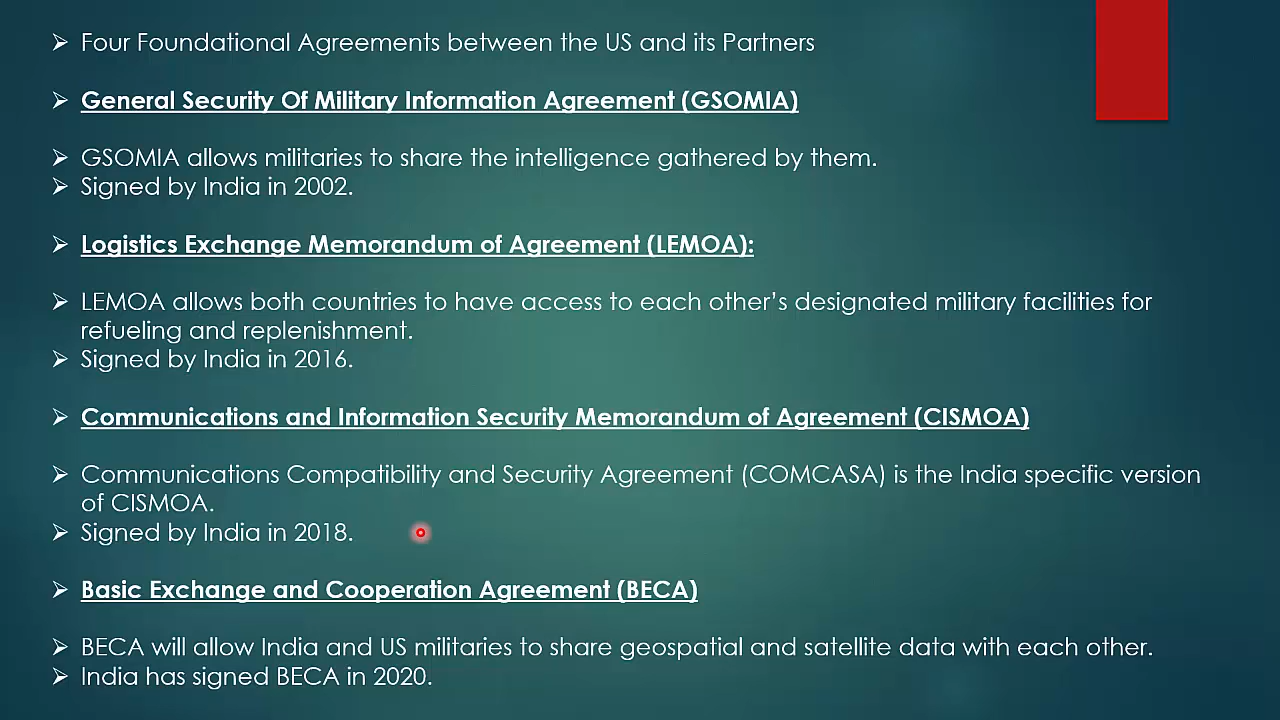 Four Foundational Agreements between the US and its Partners
General Security Of Military Information Agreement (GSOMIA)
GSOMIA allows militaries to share the intelligence gathered by them.
Signed by India in 2002.
Logistics Exchange Memorandum of Agreement (LEMOA):
LEMOA allows both countries to have access to each other’s designated military facilities for
refueling and replenishment.
Signed by India in 2016.
Communications and Information Security Memorandum of Agreement (CISMOA)
Communications Compatibility and Security Agreement (COMCASA) is the India specific version
of CISMOA.
Signed by India in 2018.
Basic Exchange and Cooperation Agreement (BECA)
BECA will allow India and US militaries to share geospatial and satellite data with each other.
India has signed BECA in 2020.